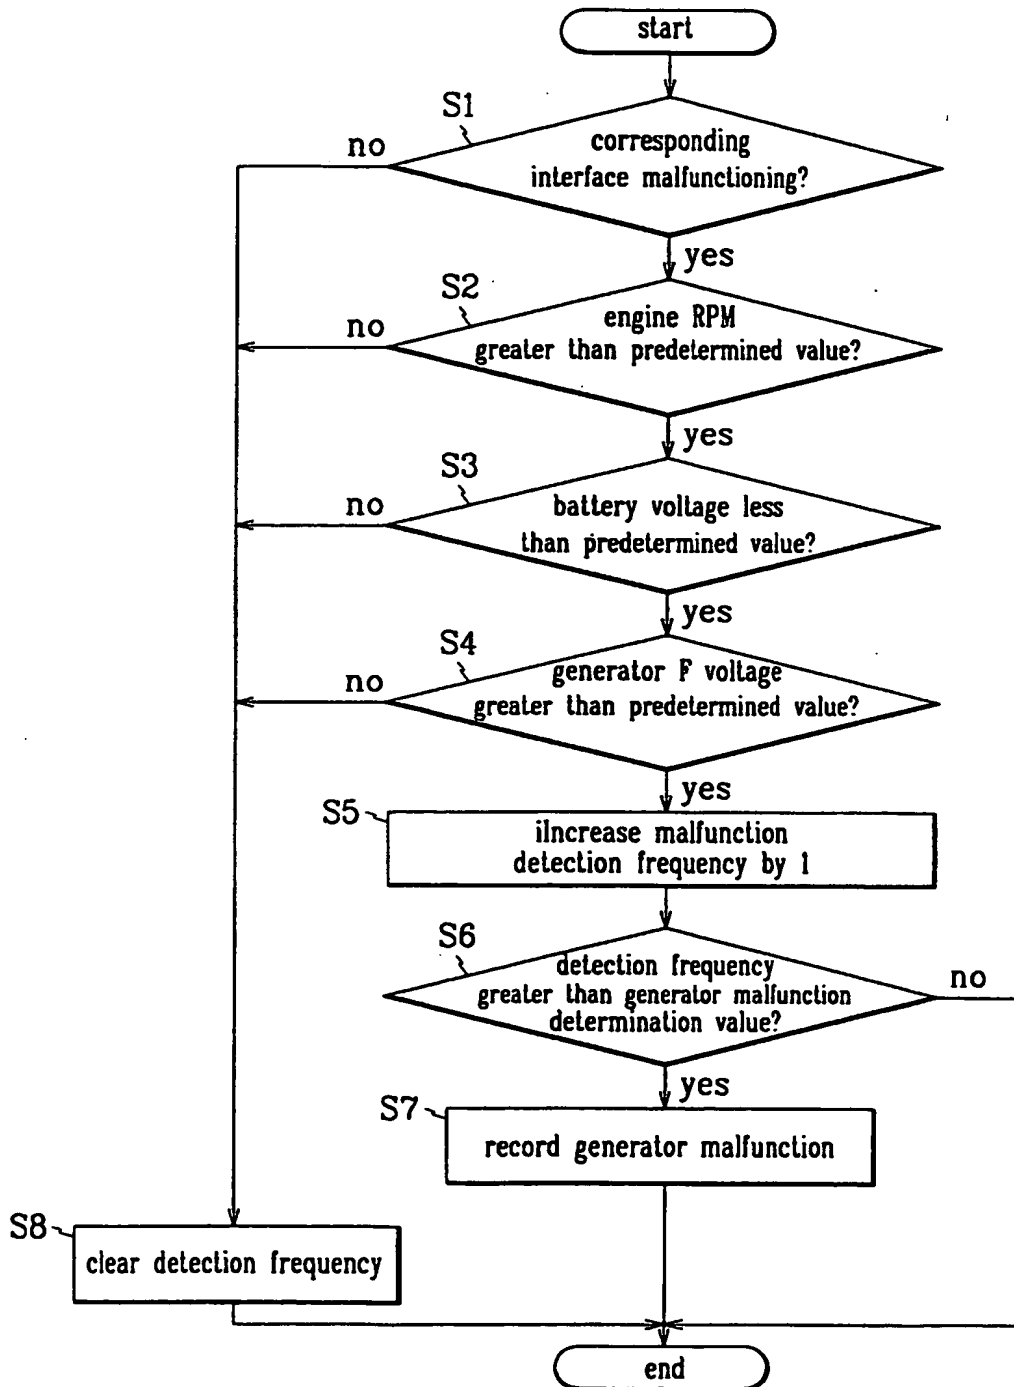 start
S1
no
corresponding
interface malfunctioning?
yes
S2
no
engine RPM
greater than predetermined value?
yes
S3
no
battery voltage less
than predetermined value?
yes
S4
no
generator F voltage
greater than predetermined value?
yes
S5
iIncrease malfunction
detection frequency by 1
S6
detection frequency
greater than generator malfunction
determination value?
no
yes
S7
record generator malfunction
S8
clear detection frequency
end